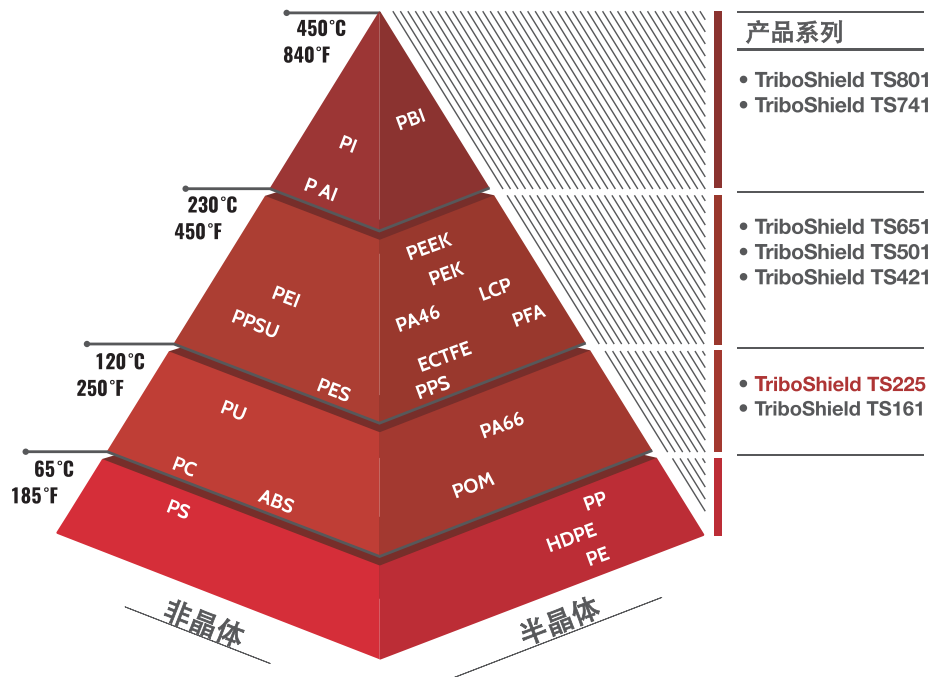 450°C
840°F
PI
PBI
P AI
230°C
450°F
PEEK
PEK
PEI
LCP
PPSU
PA46
PFA
ECTFE
PES
PPS
120°C
250°F
PU
PA66
PC
ABS
POM
65°C
185°F
PS
PP
HDPE
PE
非晶体
半晶体
产品系列
• TriboShield TS801
• TriboShield TS741
• TriboShield TS651
• TriboShield TS501
• TriboShield TS421
• TriboShield TS225
• TriboShield TS161